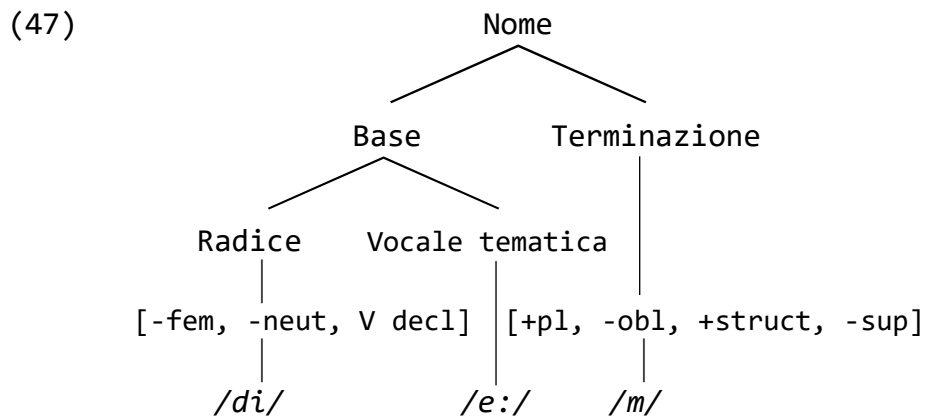 (47) Nome
Base Terminazione
Radice Vocale tematica
[-fem, -neut, V decl] [+pl, -obl, +struct, -sup]
/di/ /e:/ /m/